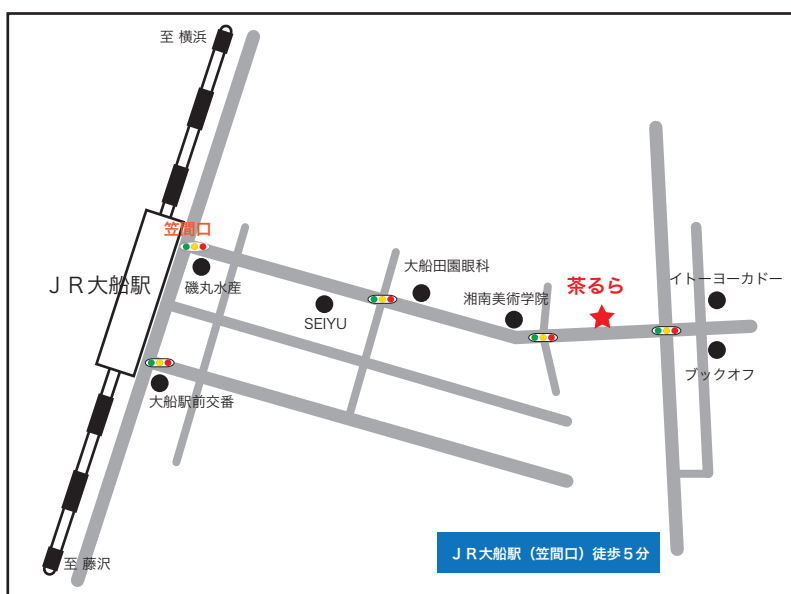 至 横浜
笠間口
ＪＲ大船駅
磯丸水産
大船田園眼科
イトーヨーカドー
茶るら
湘南美術学院
SEIYU
ブックオフ
大船駅前交番
ＪＲ大船駅（笠間口）徒歩５分
至 藤沢